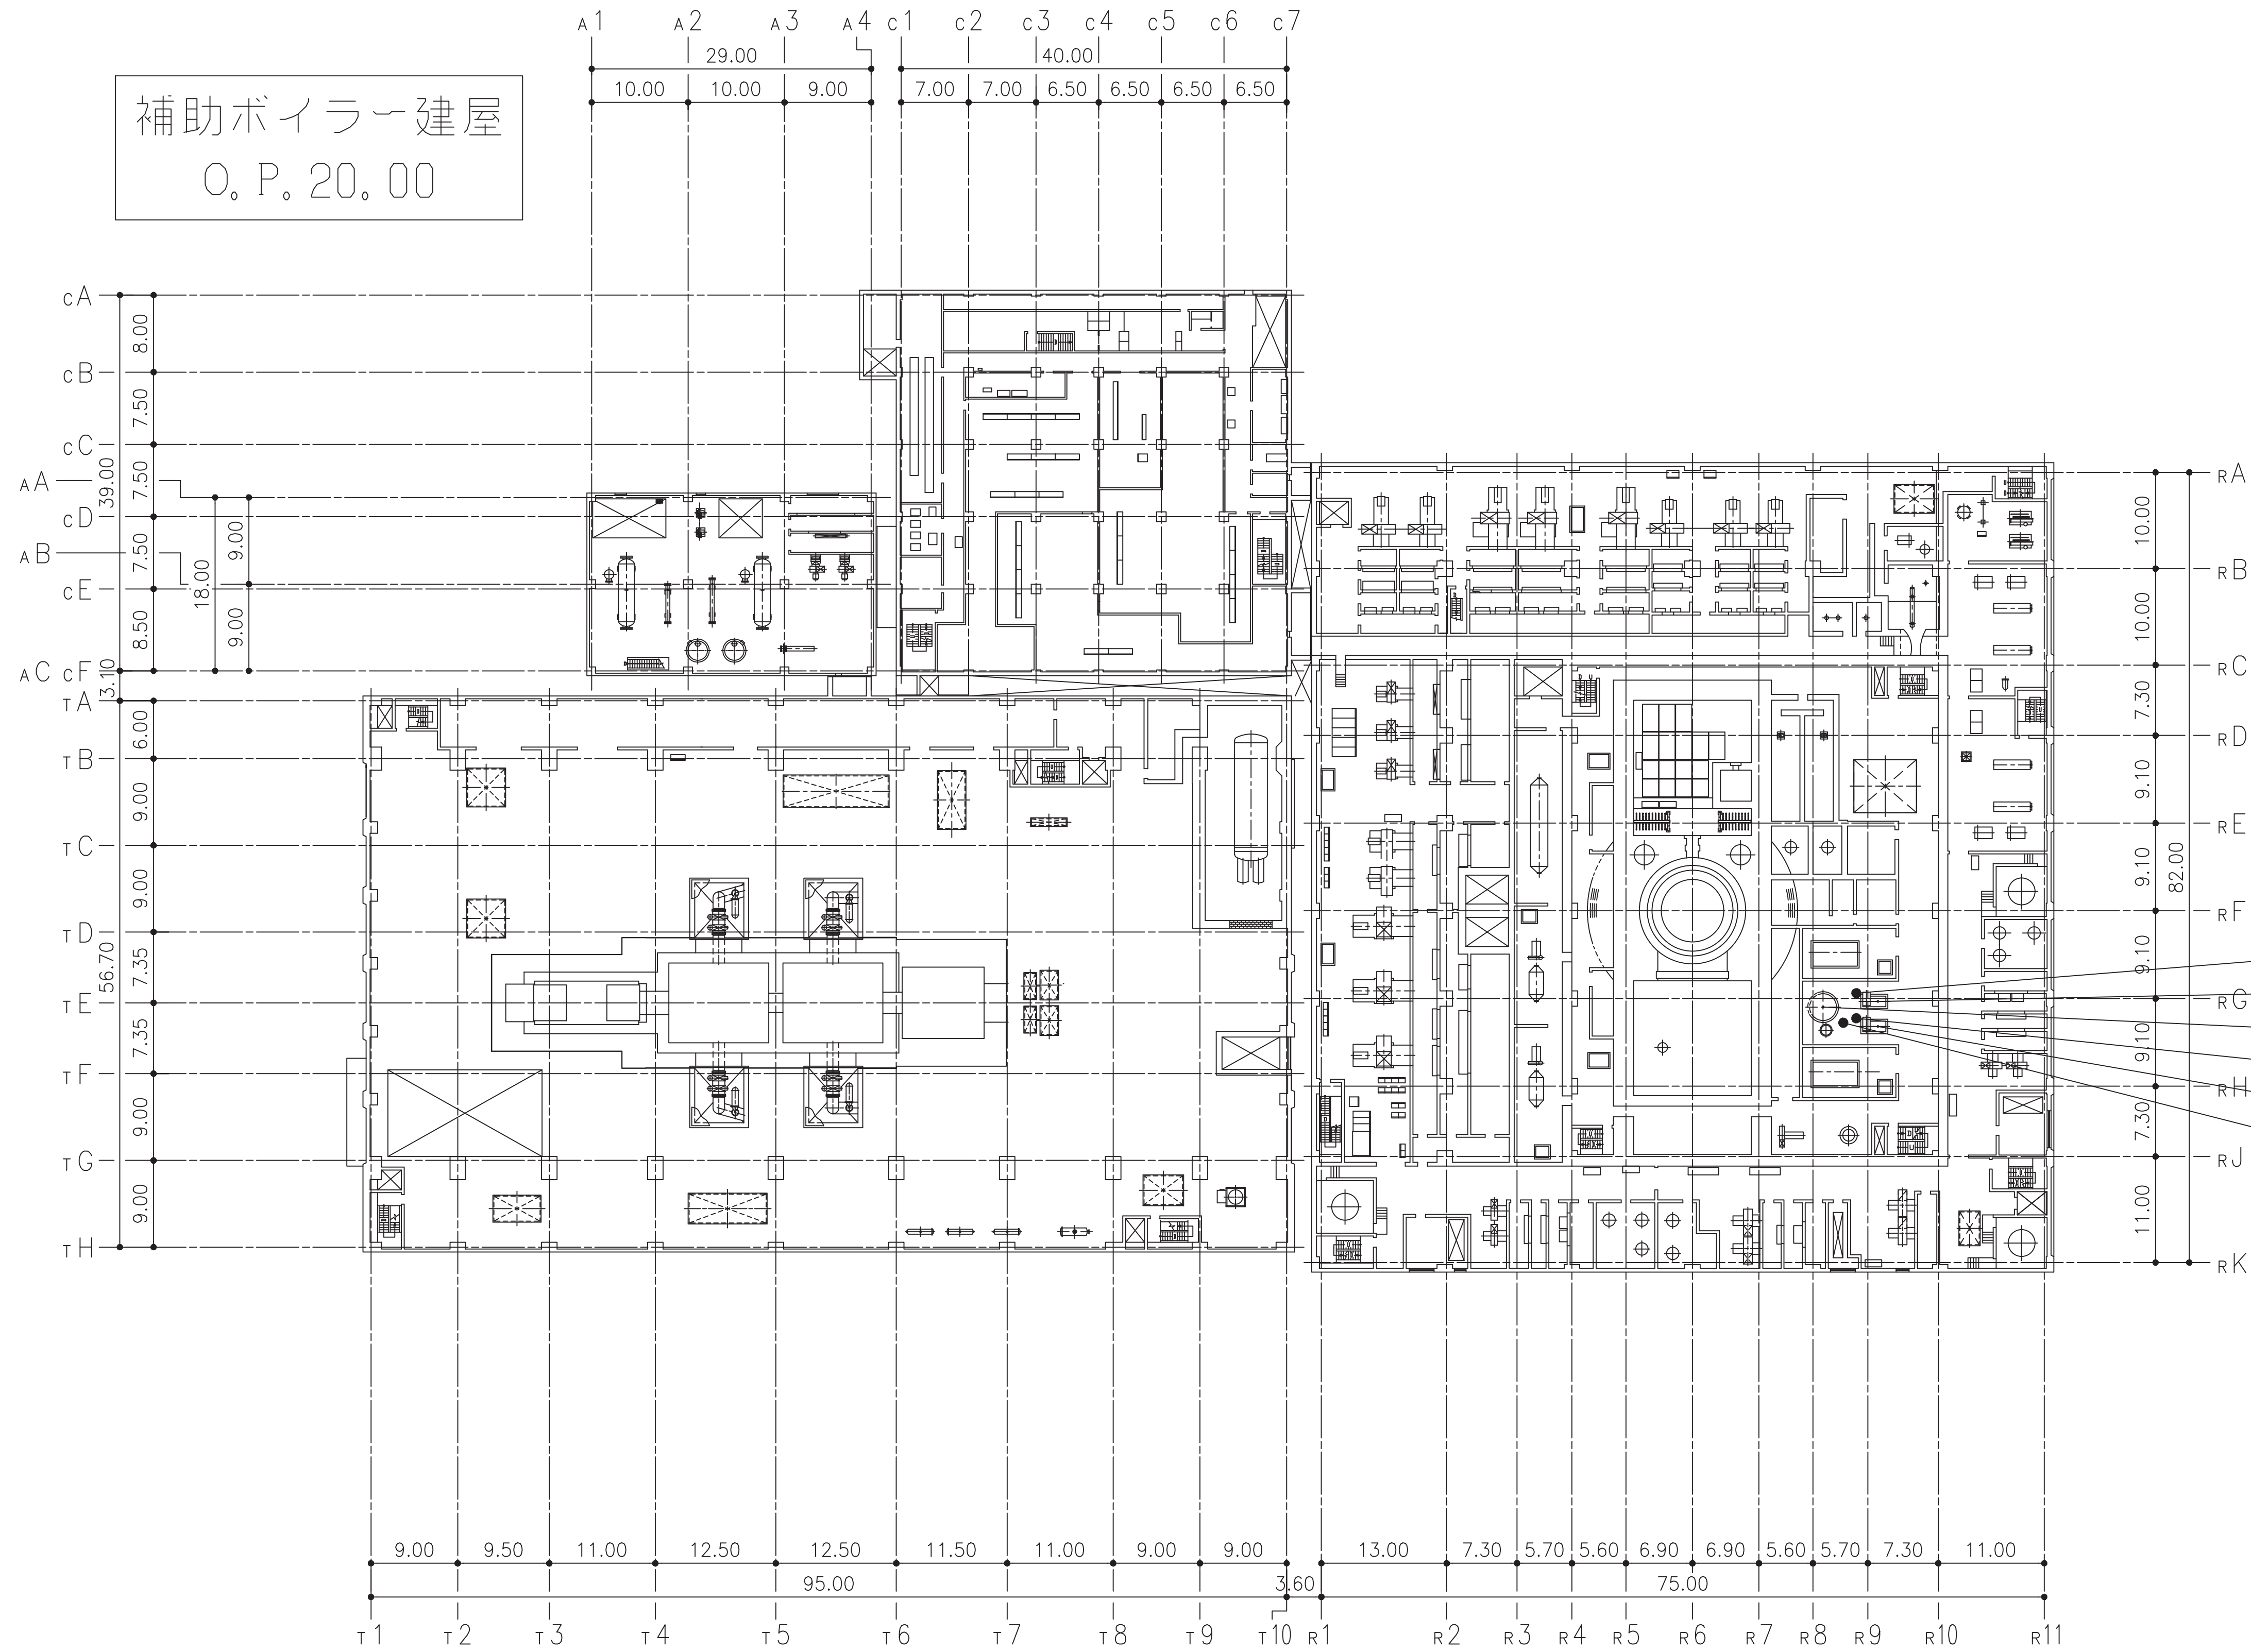 A1 A2 A3 A4 C1 C2 C3 C4 C5 C6 C7
29.00 40.00
10.00 10.00 9.00 7.00 7.00 6.50 6.50 6.50 6.50
補助ボイラー建屋
O.P.20.00
cA
8.00
cB
7.50
cC
39.00
7.50
AA
cD
9.00
7.50
AB
18.00
cE
9.00
8.50
AC cF
3.10
TA
6.00
TB
9.00
TC
9.00
TD
56.70
7.35
TE
7.35
TF
9.00
TG
9.00
TH
RA
10.00
RB
10.00
RC
7.30
RD
9.10
RE
9.10
82.00
RF
9.10
RG
9.10
RH
7.30
RJ
11.00
RK
9.00 9.50 11.00 12.50 12.50 11.50 11.00 9.00 9.00 13.00 7.30 5.70 5.60 6.90 6.90 5.60 5.70 7.30 11.00
95.00 3.60 75.00
T1 T2 T3 T4 T5 T6 T7 T8 T9 T10 R1 R2 R3 R4 R5 R6 R7 R8 R9 R10 R11